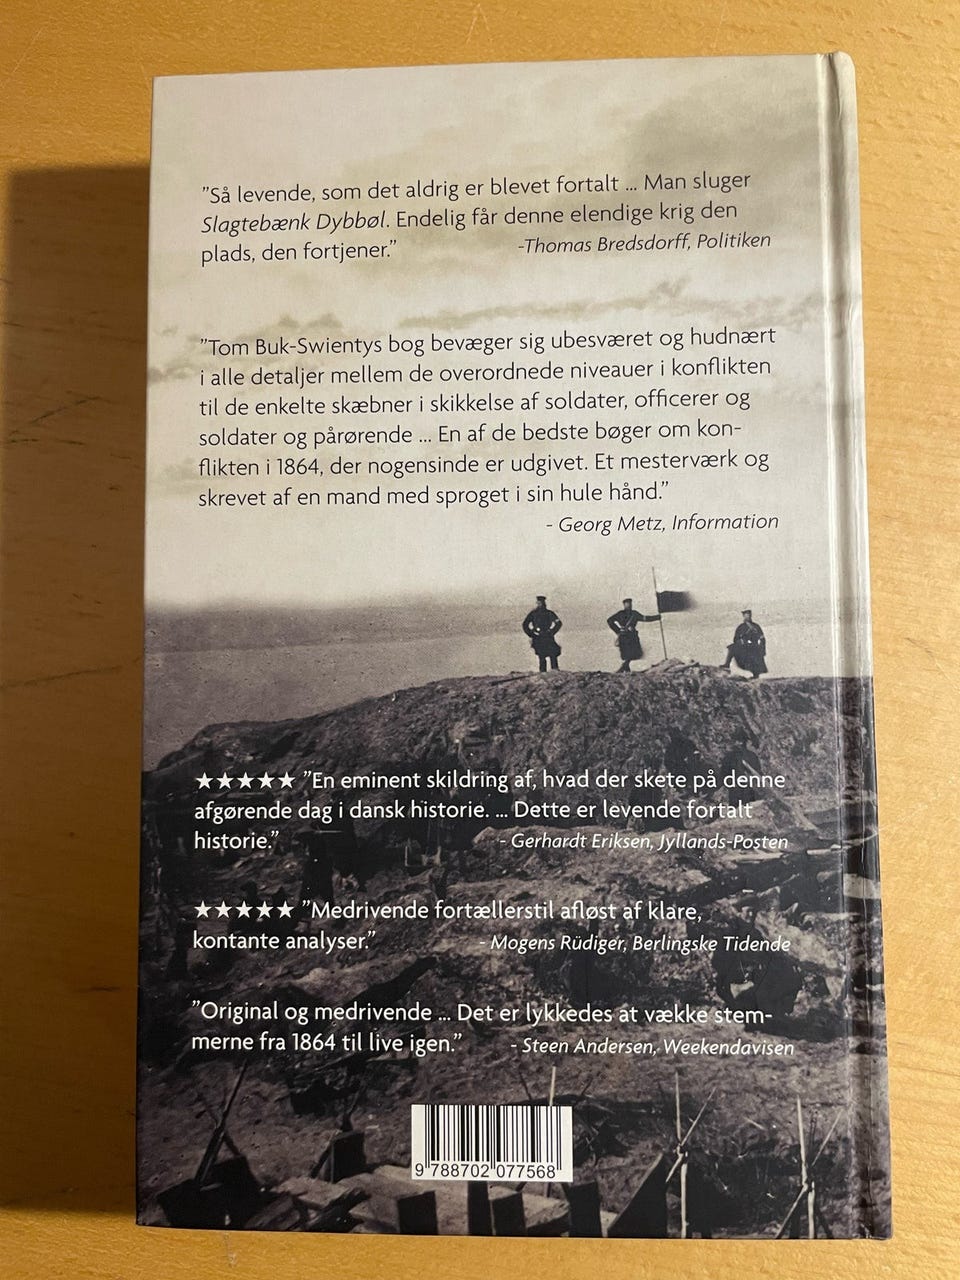 ”Så levende, som det aldrig er blevet fortalt ... Man sluger
Slagtebænk Dybbøl. Endelig får denne elendige krig den
plads, den fortjener.” -Thomas Bredsdorff, Politiken
”Tom Buk-Swientys bog bevæger sig ubesværet og hudnært
i alle detaljer mellem de overordnede niveauer i konflikten
til de enkelte skæbner i skikkelse af soldater, officerer og
soldater og pårørende ... En af de bedste bøger om kon-
flikten i 1864, der nogensinde er udgivet. Et mesterværk og
skrevet af en mand med sproget i sin hule hånd.”
- Georg Metz, Information
★★★★★ ”En eminent skildring af, hvad der skete på denne
afgørende dag i dansk historie. ... Dette er levende fortalt
historie.” - Gerhardt Eriksen, Jyllands-Posten
★★★★★ ”Medrivende fortællerstil afløst af klare,
kontante analyser.” - Mogens Rüdiger, Berlingske Tidende
”Original og medrivende ... Det er lykkedes at vække stem-
merne fra 1864 til live igen.” - Steen Andersen, Weekendavisen
9 788702 077568